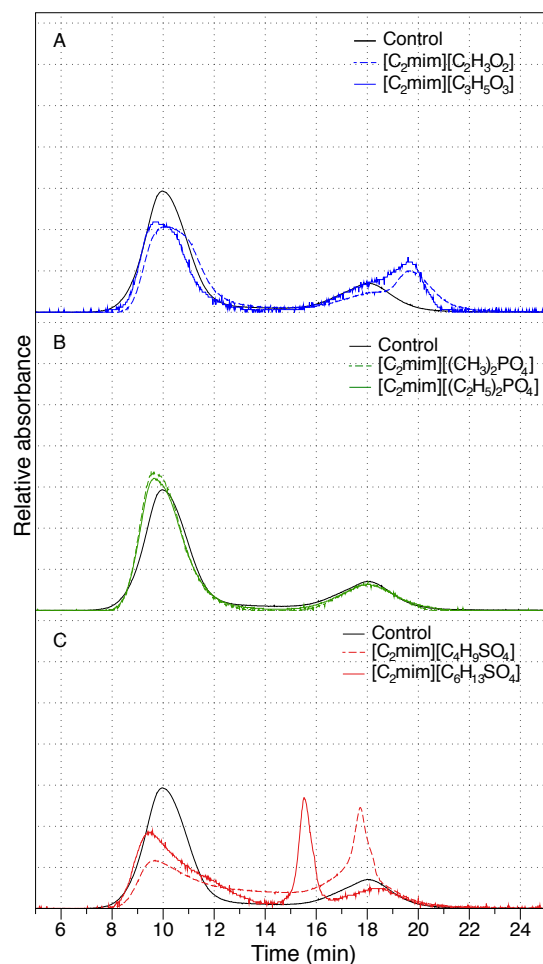 A
Control
[C₂mim][C₂H₃O₂]
[C₂mim][C₃H₅O₃]
B
Control
[C₂mim][(CH₃)₂PO₄]
[C₂mim][(C₂H₅)₂PO₄]
Relative absorbance
C
Control
[C₂mim][C₄H₉SO₄]
[C₂mim][C₆H₁₃SO₄]
6 8 10 12 14 16 18 20 22 24
Time (min)